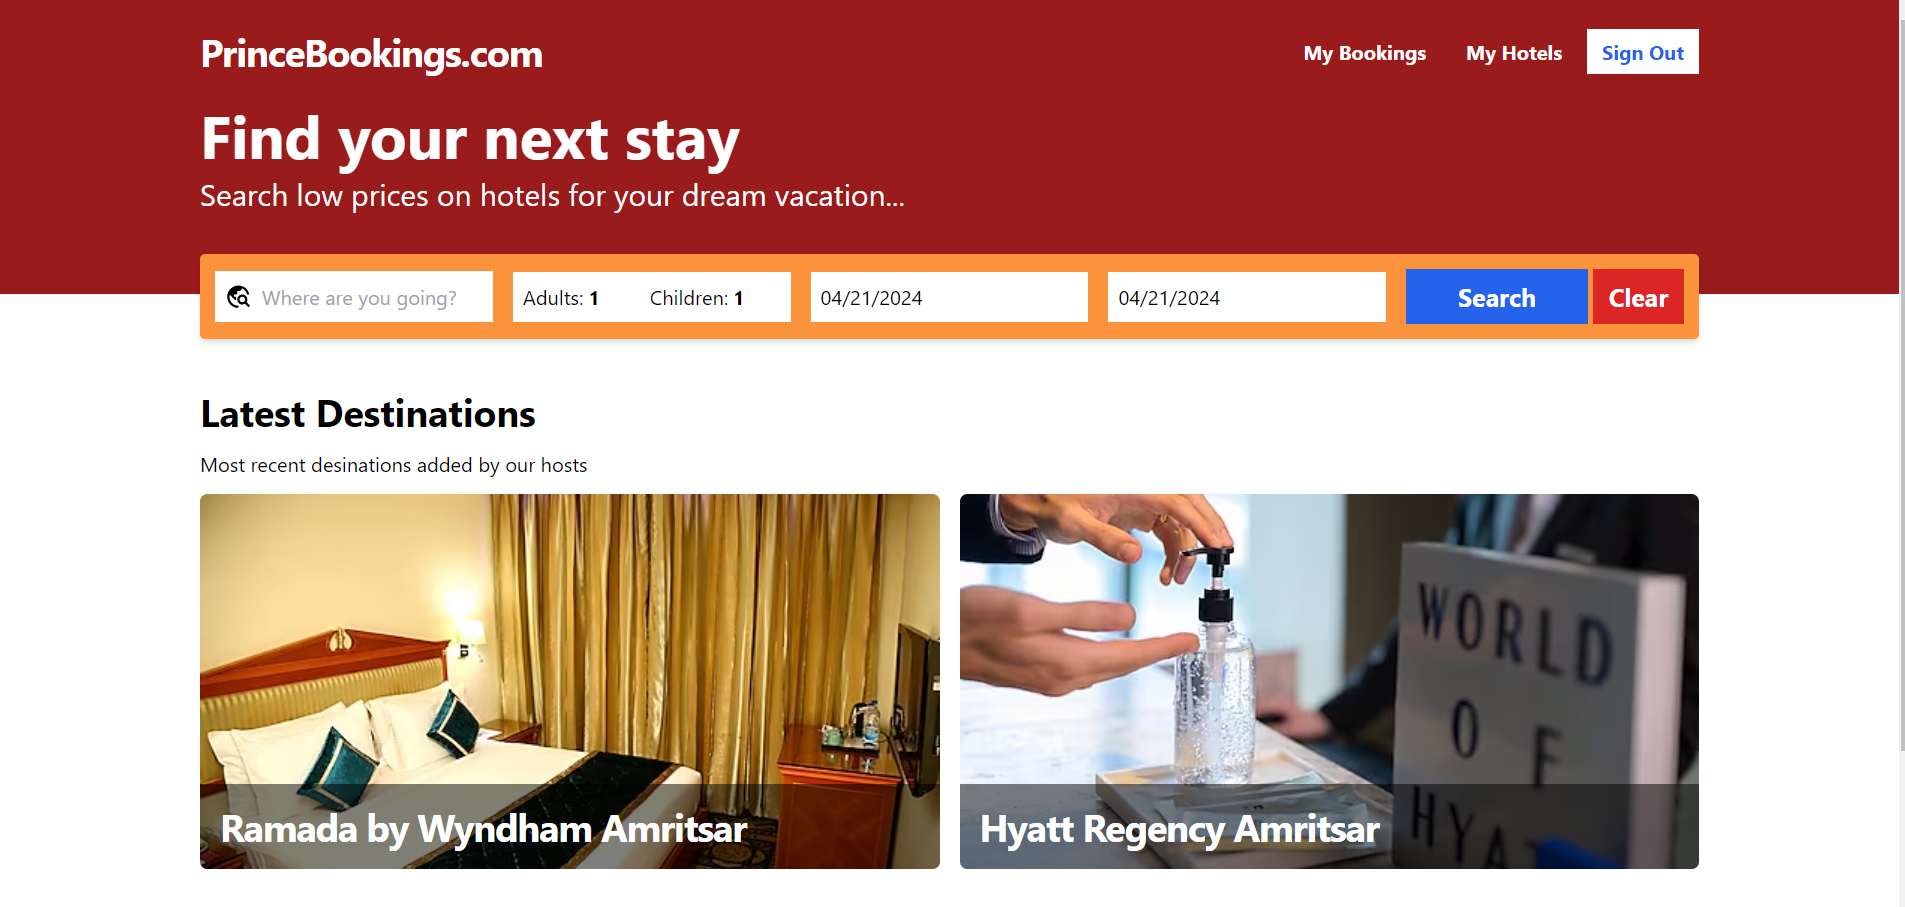 PrinceBookings.com
My Bookings
My Hotels
Sign Out
Find your next stay
Search low prices on hotels for your dream vacation...
Where are you going?
Adults: 1
Children: 1
04/21/2024
04/21/2024
Search
Clear
Latest Destinations
Most recent desinations added by our hosts
WORLD
OF
HYA
Ramada by Wyndham Amritsar
Hyatt Regency Amritsar